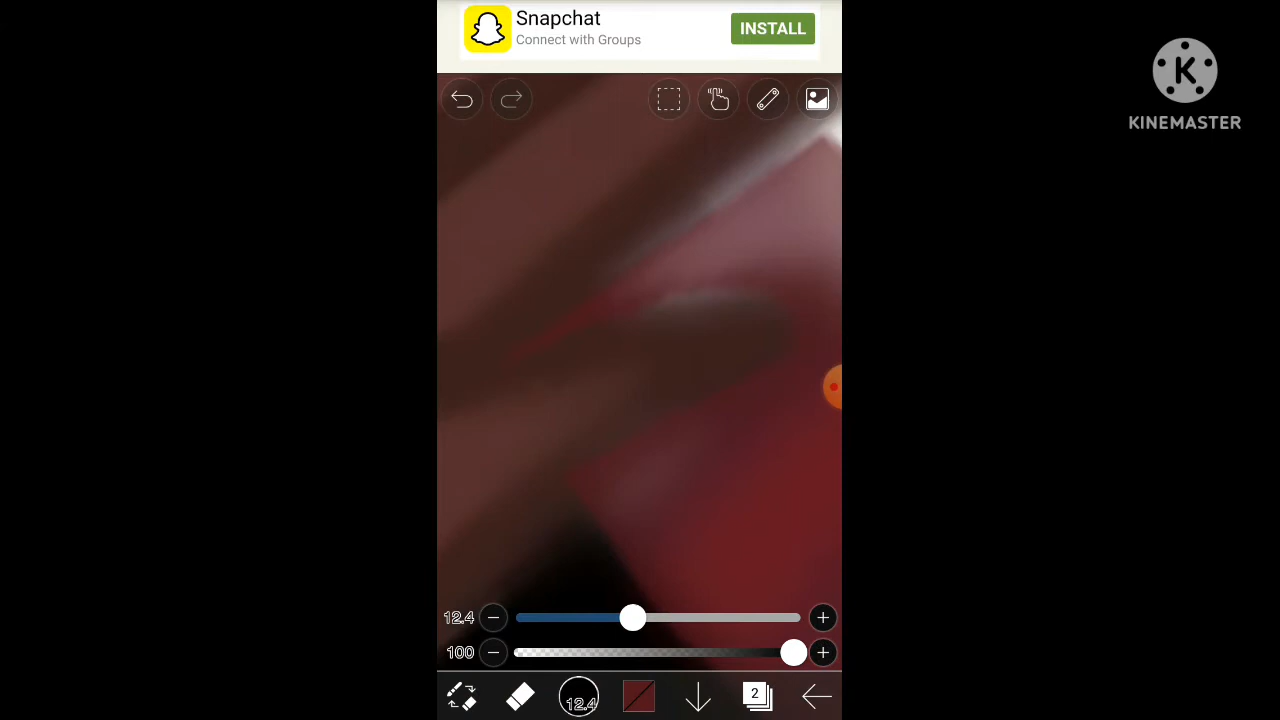 Snapchat
Connect with Groups
INSTALL
K
KINEMASTER
12.4
100
12.4
2